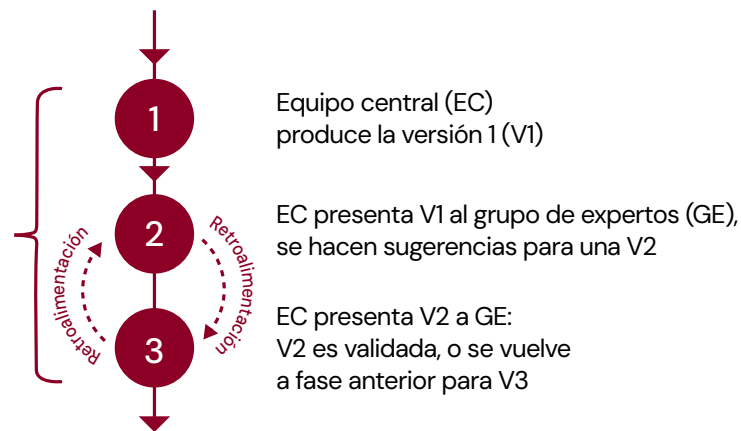 1
Equipo central (EC)
produce la versión 1 (V1)
2
EC presenta V1 al grupo de expertos (GE),
se hacen sugerencias para una V2
Retroalimentación
Retroalimentación
3
EC presenta V2 a GE:
V2 es validada, o se vuelve
a fase anterior para V3